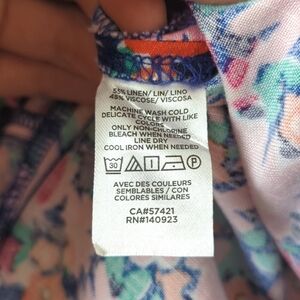 55% LINEN/ LIN/ LINO
45% VISCOSE/ VISCOSA
MACHINE WASH COLD
DELICATE CYCLE WITH LIKE
COLORS
ONLY NON-CHLORINE
BLEACH WHEN NEEDED
LINE DRY
COOL IRON WHEN NEEDED
30 P
AVEC DES COULEURS
SEMBLABLES / CON
COLORES SIMILARES
CA#57421
RN#140923